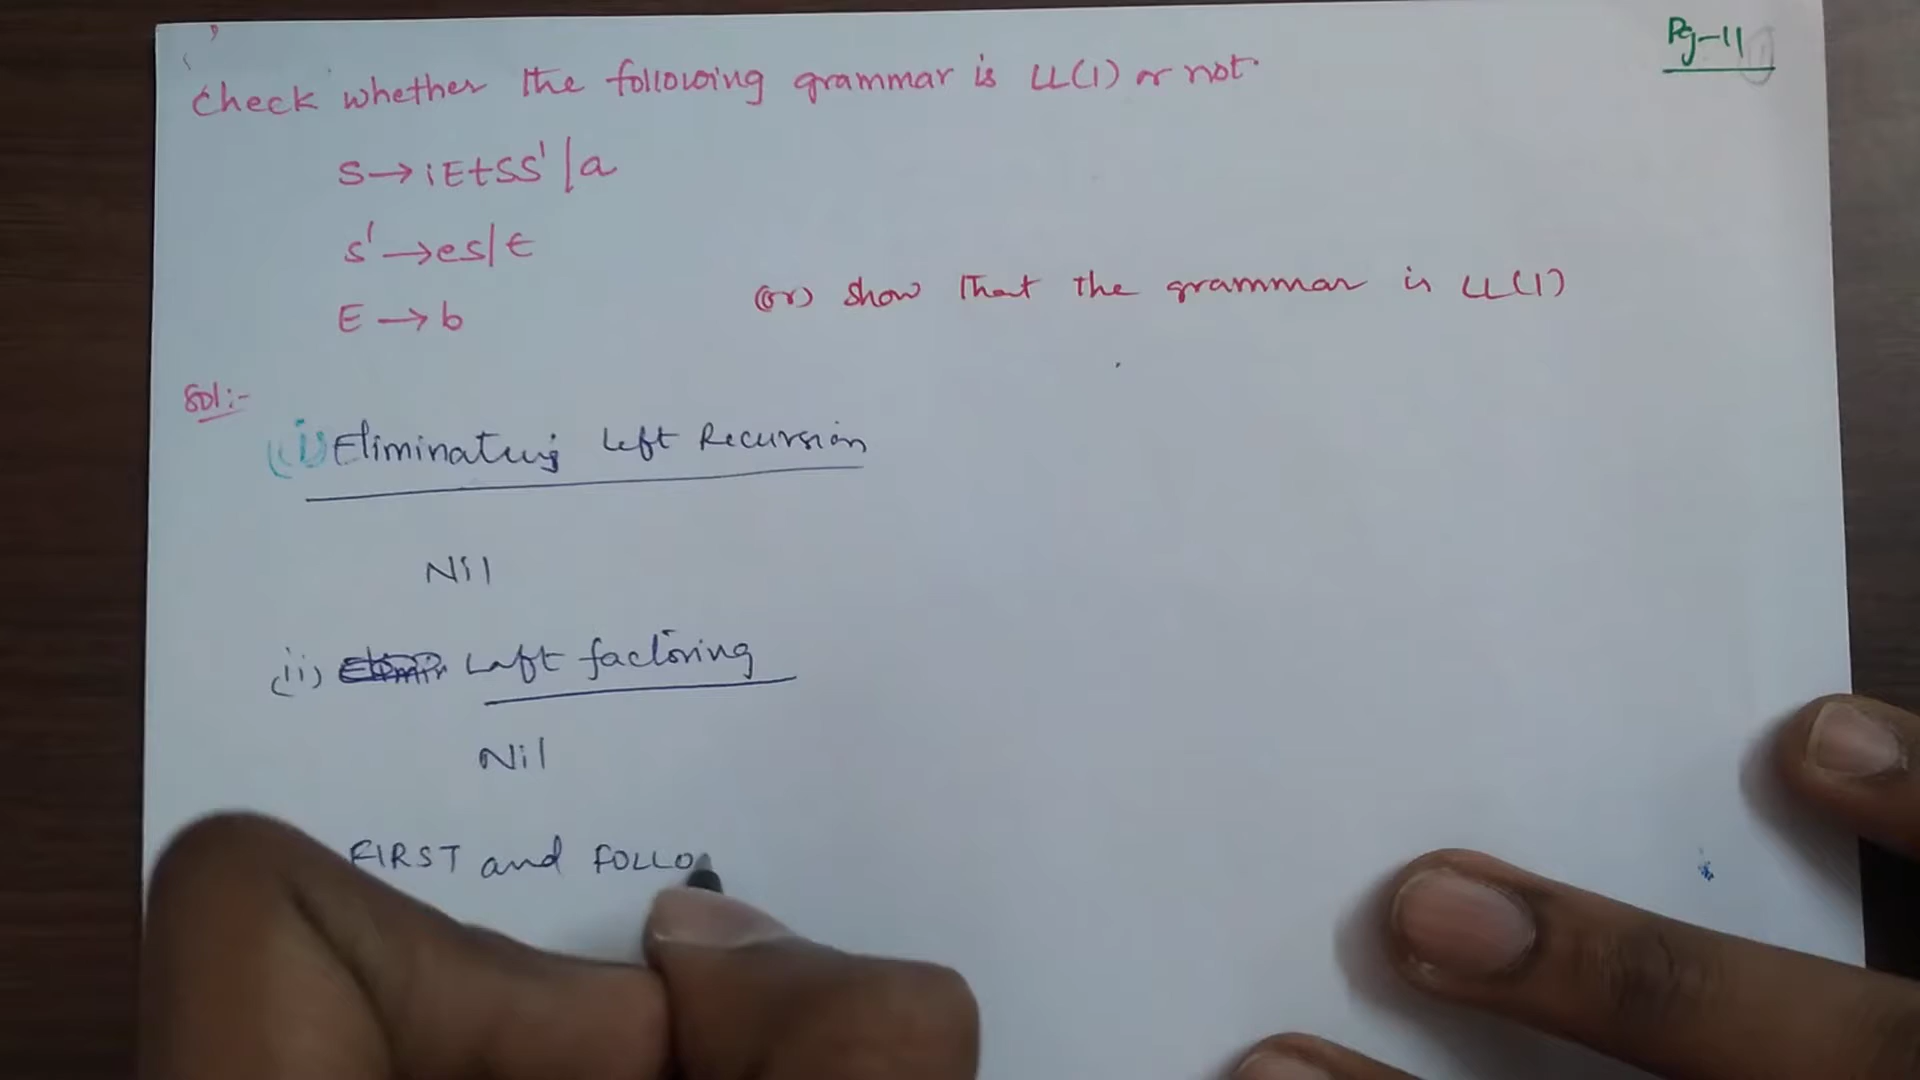 Pg-11
Check whether the following grammar is LL(1) or not.
S→iEtSS'|a
s'→es|ϵ
E→b
(or) show that the grammar is LL(1)
Sol:-
(i) Eliminating left Recursion
Nil
(ii) Left factoring
Nil
FIRST and FOLLO